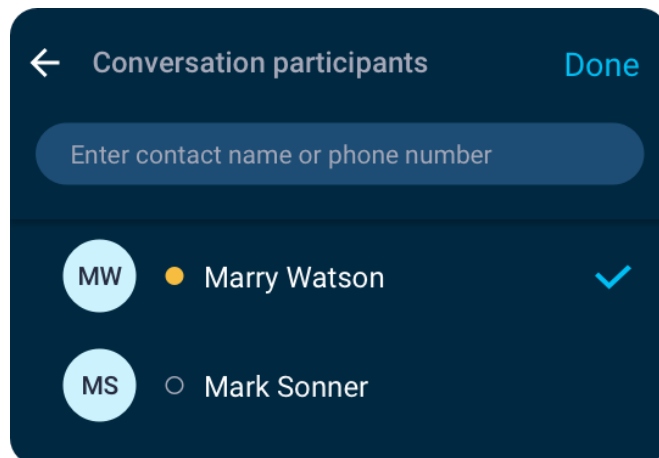 Conversation participants Done
Enter contact name or phone number
MW Marry Watson
MS Mark Sonner